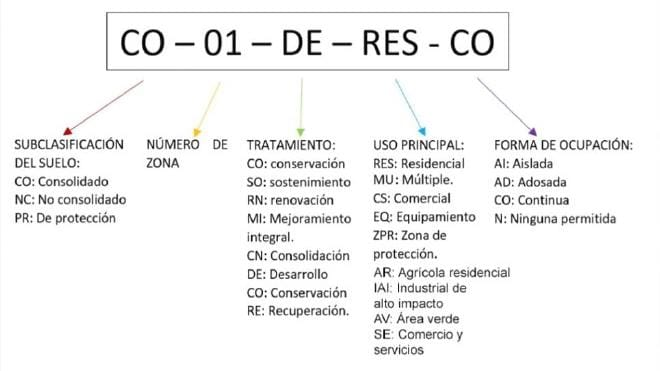 CO – 01 – DE – RES - CO
SUBCLASIFICACIÓN
DEL SUELO:
CO: Consolidado
NC: No consolidado
PR: De protección
NÚMERO DE
ZONA
TRATAMIENTO:
CO: conservación
SO: sostenimiento
RN: renovación
MI: Mejoramiento
integral.
CN: Consolidación
DE: Desarrollo
CO: Conservación
RE: Recuperación.
USO PRINCIPAL:
RES: Residencial
MU: Múltiple.
CS: Comercial
EQ: Equipamiento
ZPR: Zona de
protección.
AR: Agrícola residencial
IAI: Industrial de
alto impacto
AV: Área verde
SE: Comercio y
servicios
FORMA DE OCUPACIÓN:
AI: Aislada
AD: Adosada
CO: Continua
N: Ninguna permitida